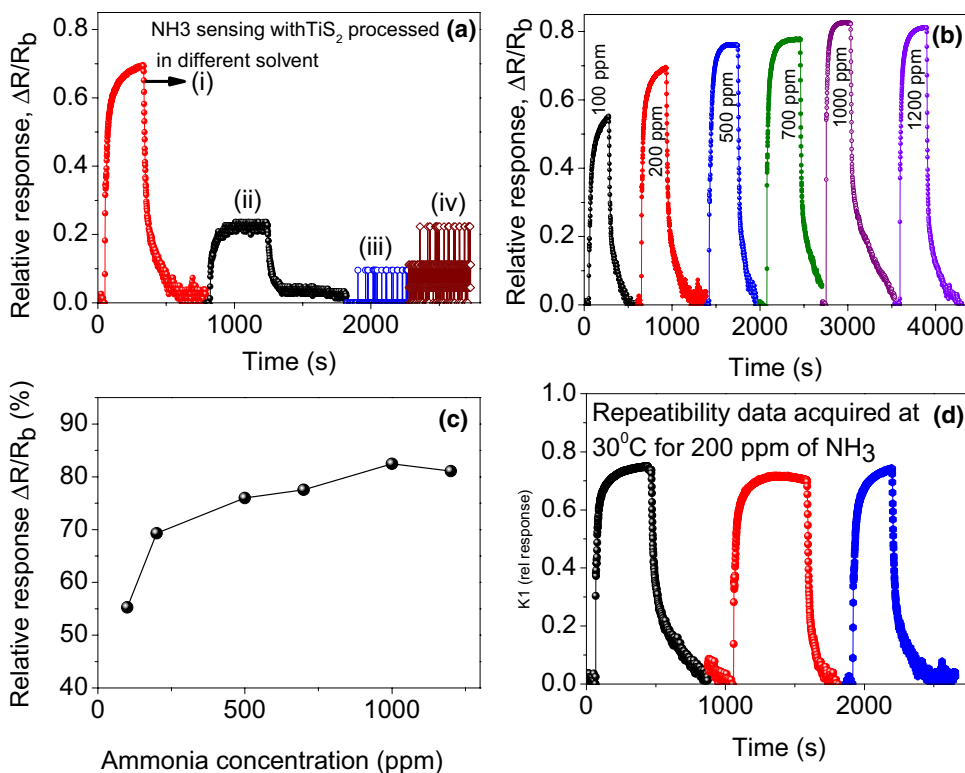 NH3 sensing withTiS2 processed (a)
in different solvent
(i)
(ii)
(iii)
(iv)
0.8
0.6
0.4
0.2
0.0
0
1000
2000
Relative response, ΔR/Rb
Time (s)
(b)
100 ppm
200 ppm
500 ppm
700 ppm
1000 ppm
1200 ppm
0.8
0.6
0.4
0.2
0.0
0
1000
2000
3000
4000
Relative response, ΔR/Rb
Time (s)
(c)
90
80
70
60
50
40
0
500
1000
Relative response ΔR/Rb (%)
Ammonia concentration (ppm)
Repeatibility data acquired at (d)
30⁰C for 200 ppm of NH3
1.0
0.8
0.6
0.4
0.2
0.0
0
1000
2000
K1 (rel response)
Time (s)